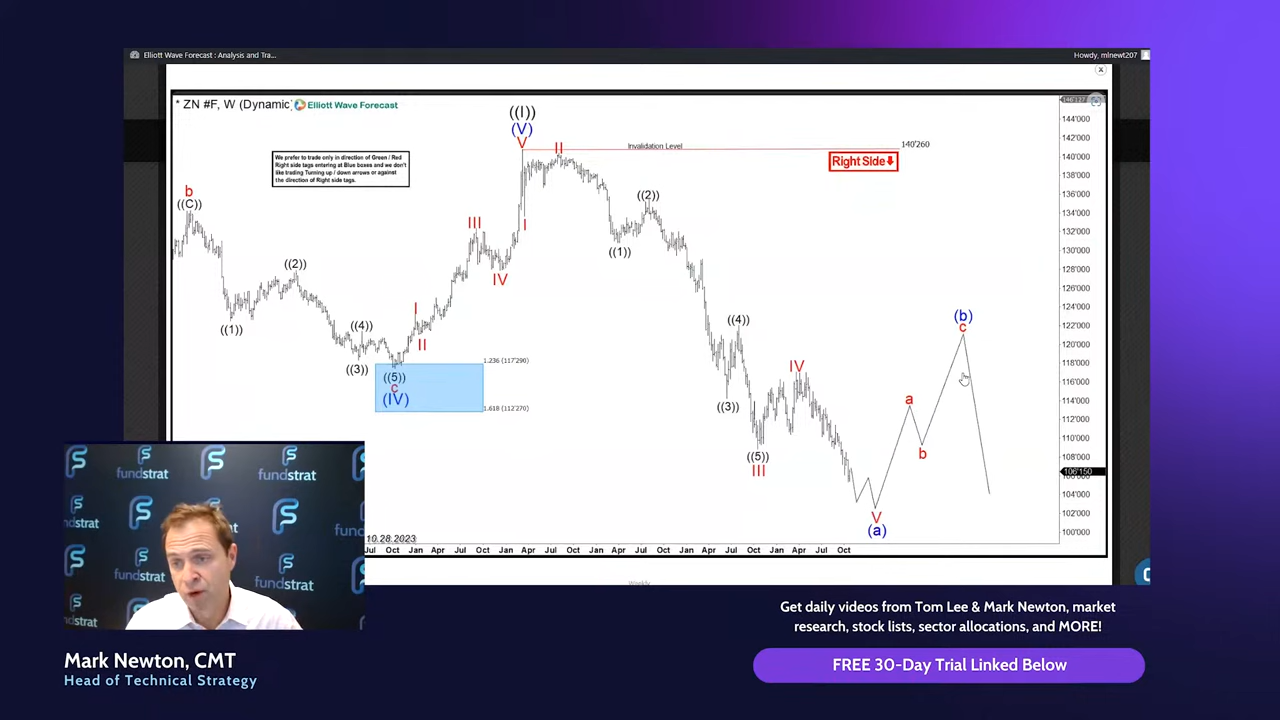 Elliott Wave Forecast : Analysis and Tra...
Howdy, mlnewt207
* ZN #F, W (Dynamic)
Elliott Wave Forecast
We prefer to trade only in direction of Green / Red
Right side tags entering at Blue boxes and we don't
like trading Turning up / down arrows or against
the direction of Right side tags.
((I))
(V)
V
II
Invalidation Level
140'260
Right Side
146'127
144'000
142'000
140'000
138'000
136'000
134'000
132'000
130'000
128'000
126'000
124'000
122'000
120'000
118'000
116'000
114'000
112'000
110'000
108'000
106'150
104'000
102'000
100'000
b
((C))
((1))
((2))
((3))
((4))
((5))
c
(IV)
1.236 (117'290)
1.618 (112'270)
I
II
III
IV
I
((1))
((2))
((3))
((4))
((5))
III
IV
V
(a)
a
b
(b)
c
10.28.2023
Jul Oct Jan Apr Jul Oct Jan Apr Jul Oct Jan Apr Jul Oct Jan Apr Jul Oct Jan Apr Jul Oct
Weekly
fundstrat
fundstrat
fundstrat
fundstrat
fundstrat
Mark Newton, CMT
Head of Technical Strategy
Get daily videos from Tom Lee & Mark Newton, market
research, stock lists, sector allocations, and MORE!
FREE 30-Day Trial Linked Below